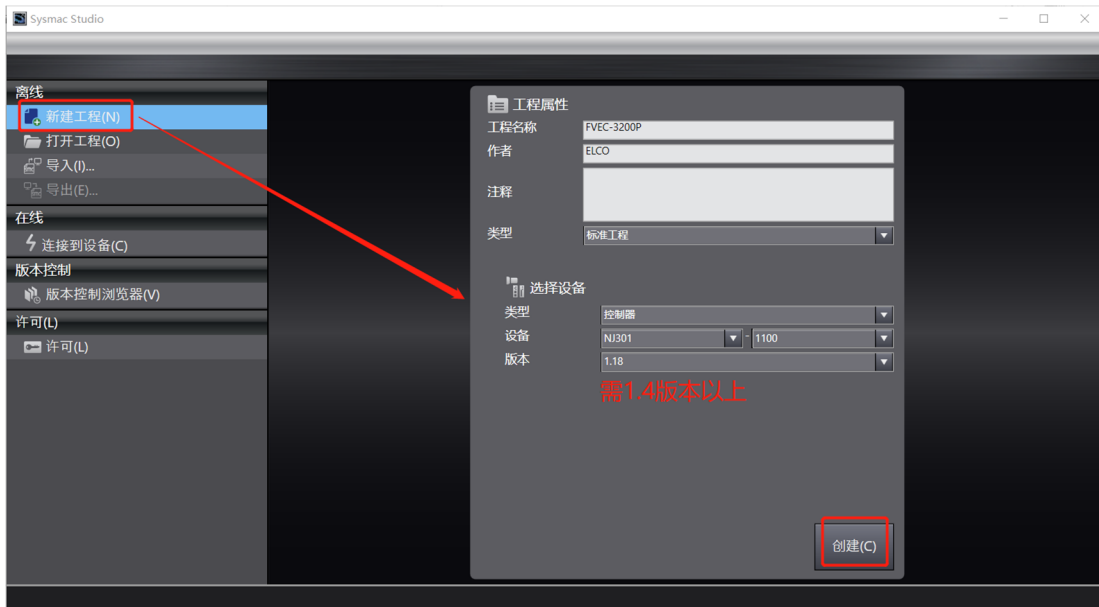 Sysmac Studio
离线
新建工程(N)
打开工程(O)
导入(I)...
导出(E)...
在线
连接到设备(C)
版本控制
版本控制浏览器(V)
许可(L)
许可(L)
工程属性
工程名称 FVEC-3200P
作者 ELCO
注释
类型 标准工程
选择设备
类型 控制器
设备 NJ301 - 1100
版本 1.18
需1.4版本以上
创建(C)